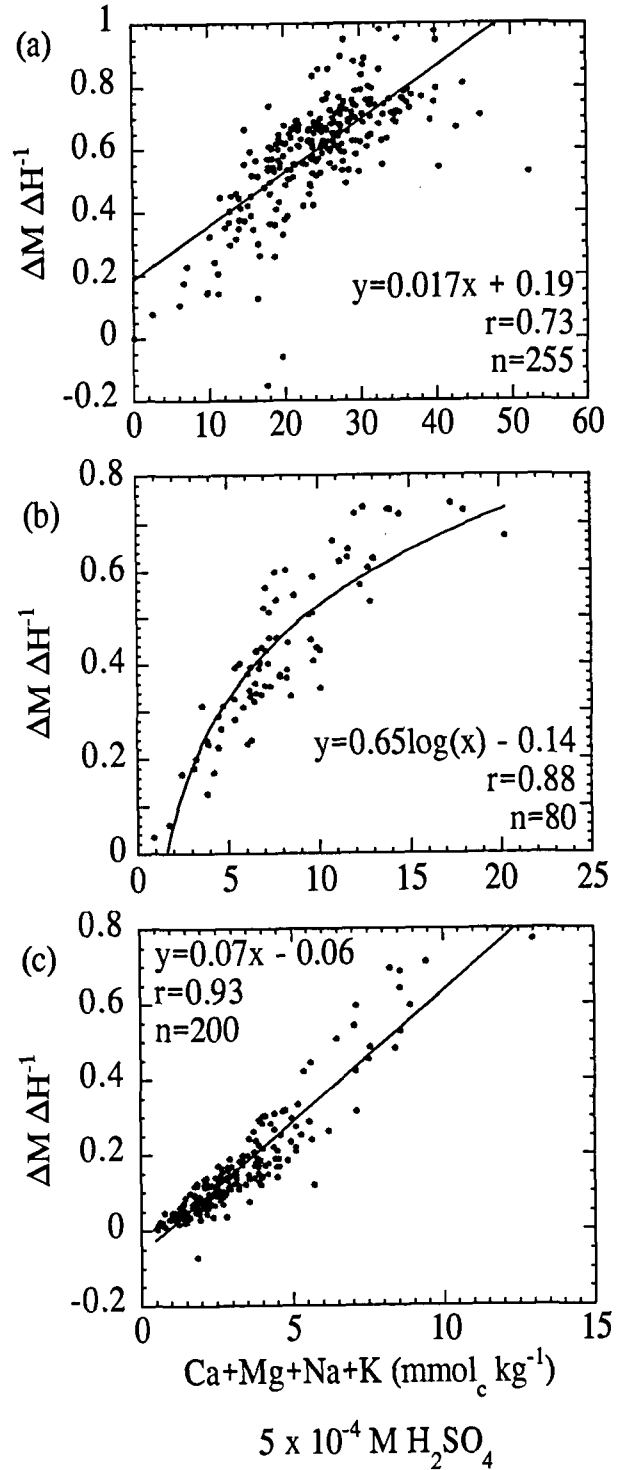 (a)
1
0.8
0.6
0.4
0.2
0
-0.2
ΔM ΔH⁻¹
y=0.017x + 0.19
r=0.73
n=255
0 10 20 30 40 50 60
(b)
0.8
0.6
0.4
0.2
0
ΔM ΔH⁻¹
y=0.65log(x) - 0.14
r=0.88
n=80
0 5 10 15 20 25
(c)
0.8
0.6
0.4
0.2
0
-0.2
ΔM ΔH⁻¹
y=0.07x - 0.06
r=0.93
n=200
0 5 10 15
Ca+Mg+Na+K (mmol_c kg⁻¹)
5 x 10⁻⁴ M H₂SO₄